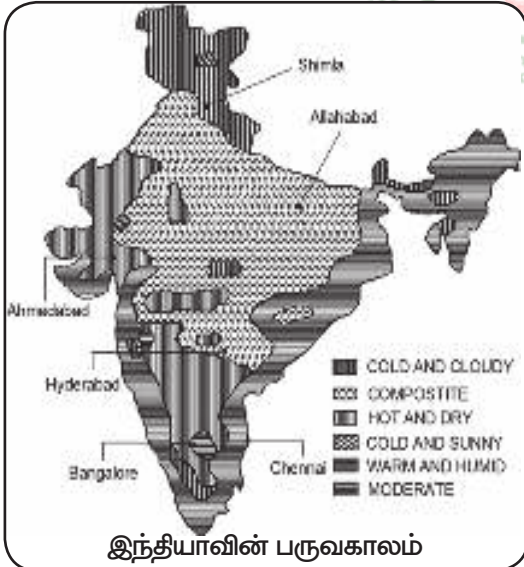 Shimla
Allahabad
Ahmedabad
Hyderabad
Bangalore
Chennai
COLD AND CLOUDY
COMPOSTITE
HOT AND DRY
COLD AND SUNNY
WARM AND HUMID
MODERATE
இந்தியாவின் பருவகாலம்